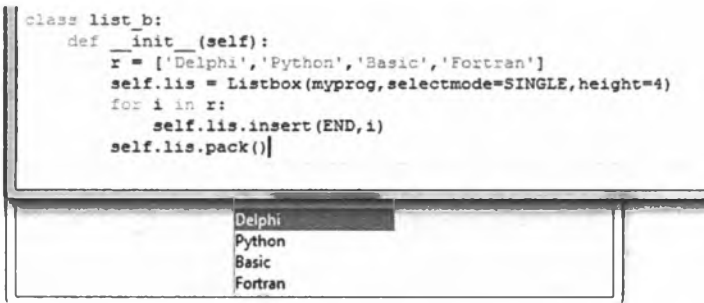 class list_b:
    def __init__(self):
        r = ['Delphi','Python','Basic','Fortran']
        self.lis = Listbox(myprog,selectmode=SINGLE,height=4)
        for i in r:
            self.lis.insert(END,i)
        self.lis.pack()
Delphi
Python
Basic
Fortran